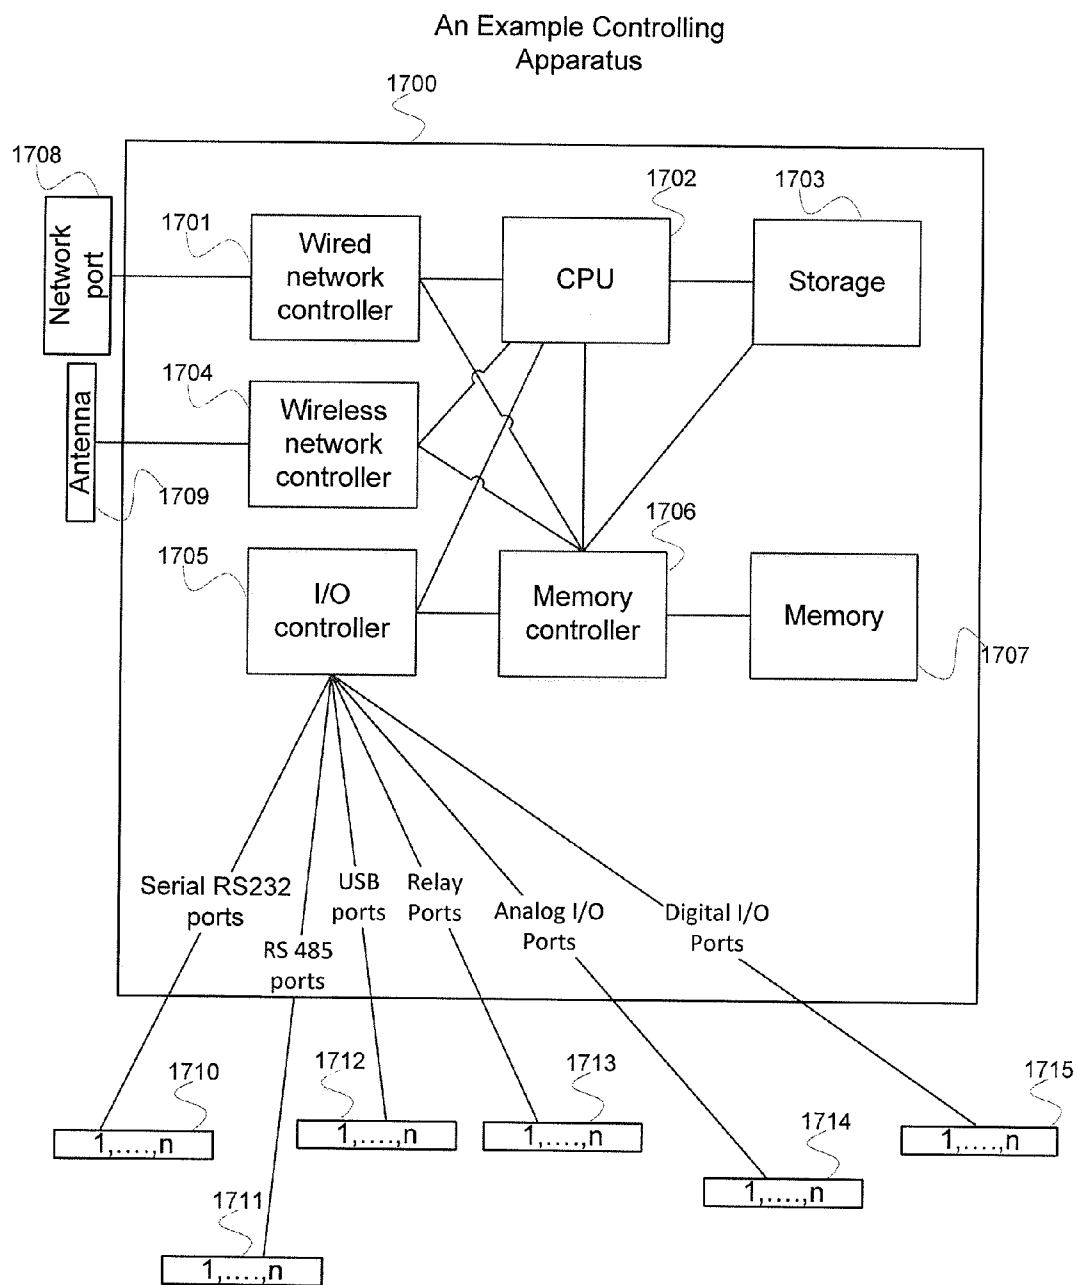 An Example Controlling
Apparatus
1700
1708
Network
port
1701
Wired
network
controller
1702
CPU
1703
Storage
1704
Wireless
network
controller
Antenna
1709
1705
I/O
controller
1706
Memory
controller
Memory
1707
Serial RS232
ports
RS 485
ports
USB
ports
Relay
Ports
Analog I/O
Ports
Digital I/O
Ports
1710
1,....,n
1711
1,....,n
1712
1,....,n
1713
1,....,n
1714
1,....,n
1715
1,....,n